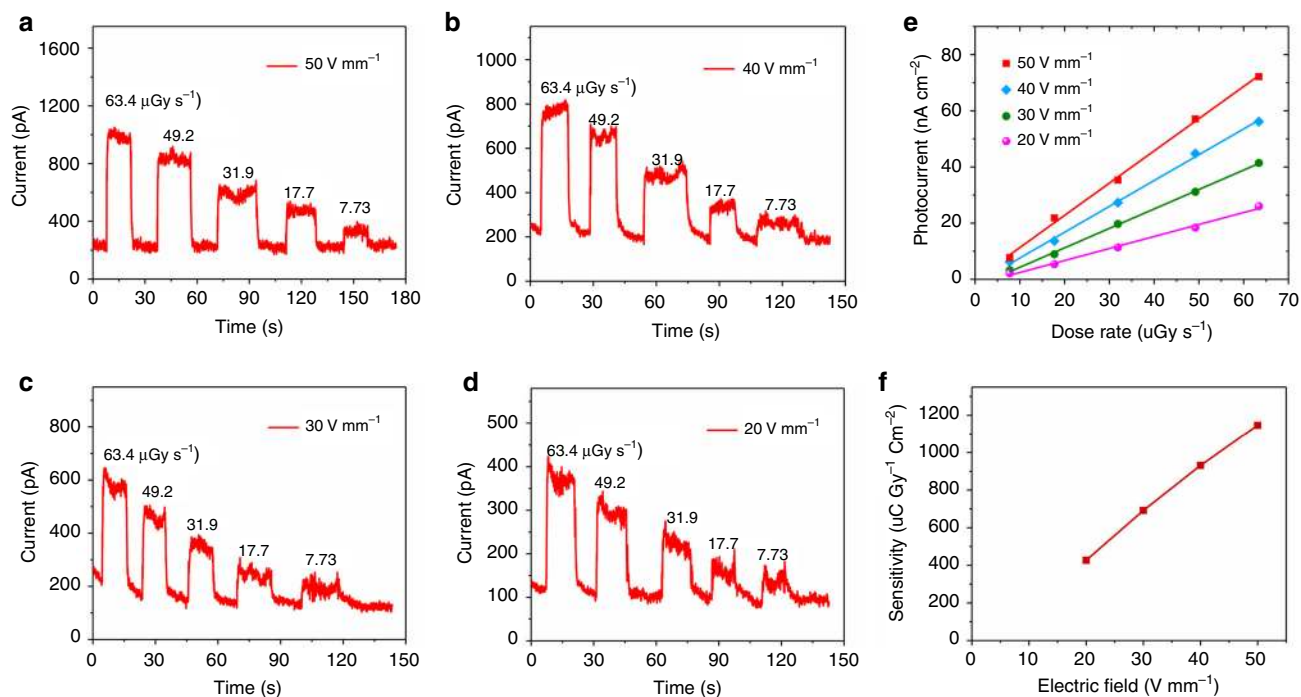 a
1600
1400
1200
1000
800
600
400
200
0
Current (pA)
50 V mm⁻¹
63.4 μGy s⁻¹)
49.2
31.9
17.7
7.73
0 30 60 90 120 150 180
Time (s)
b
1000
800
600
400
200
0
Current (pA)
40 V mm⁻¹
63.4 μGy s⁻¹)
49.2
31.9
17.7
7.73
0 30 60 90 120 150
Time (s)
e
80
60
40
20
0
Photocurrent (nA cm⁻²)
50 V mm⁻¹
40 V mm⁻¹
30 V mm⁻¹
20 V mm⁻¹
0 10 20 30 40 50 60 70
Dose rate (uGy s⁻¹)
c
800
600
400
200
0
Current (pA)
30 V mm⁻¹
63.4 μGy s⁻¹)
49.2
31.9
17.7
7.73
0 30 60 90 120 150
Time (s)
d
500
400
300
200
100
0
Current (pA)
20 V mm⁻¹
63.4 μGy s⁻¹)
49.2
31.9
17.7
7.73
0 30 60 90 120 150
Time (s)
f
1200
1000
800
600
400
200
0
Sensitivity (uC Gy⁻¹ Cm⁻²)
0 10 20 30 40 50
Electric field (V mm⁻¹)